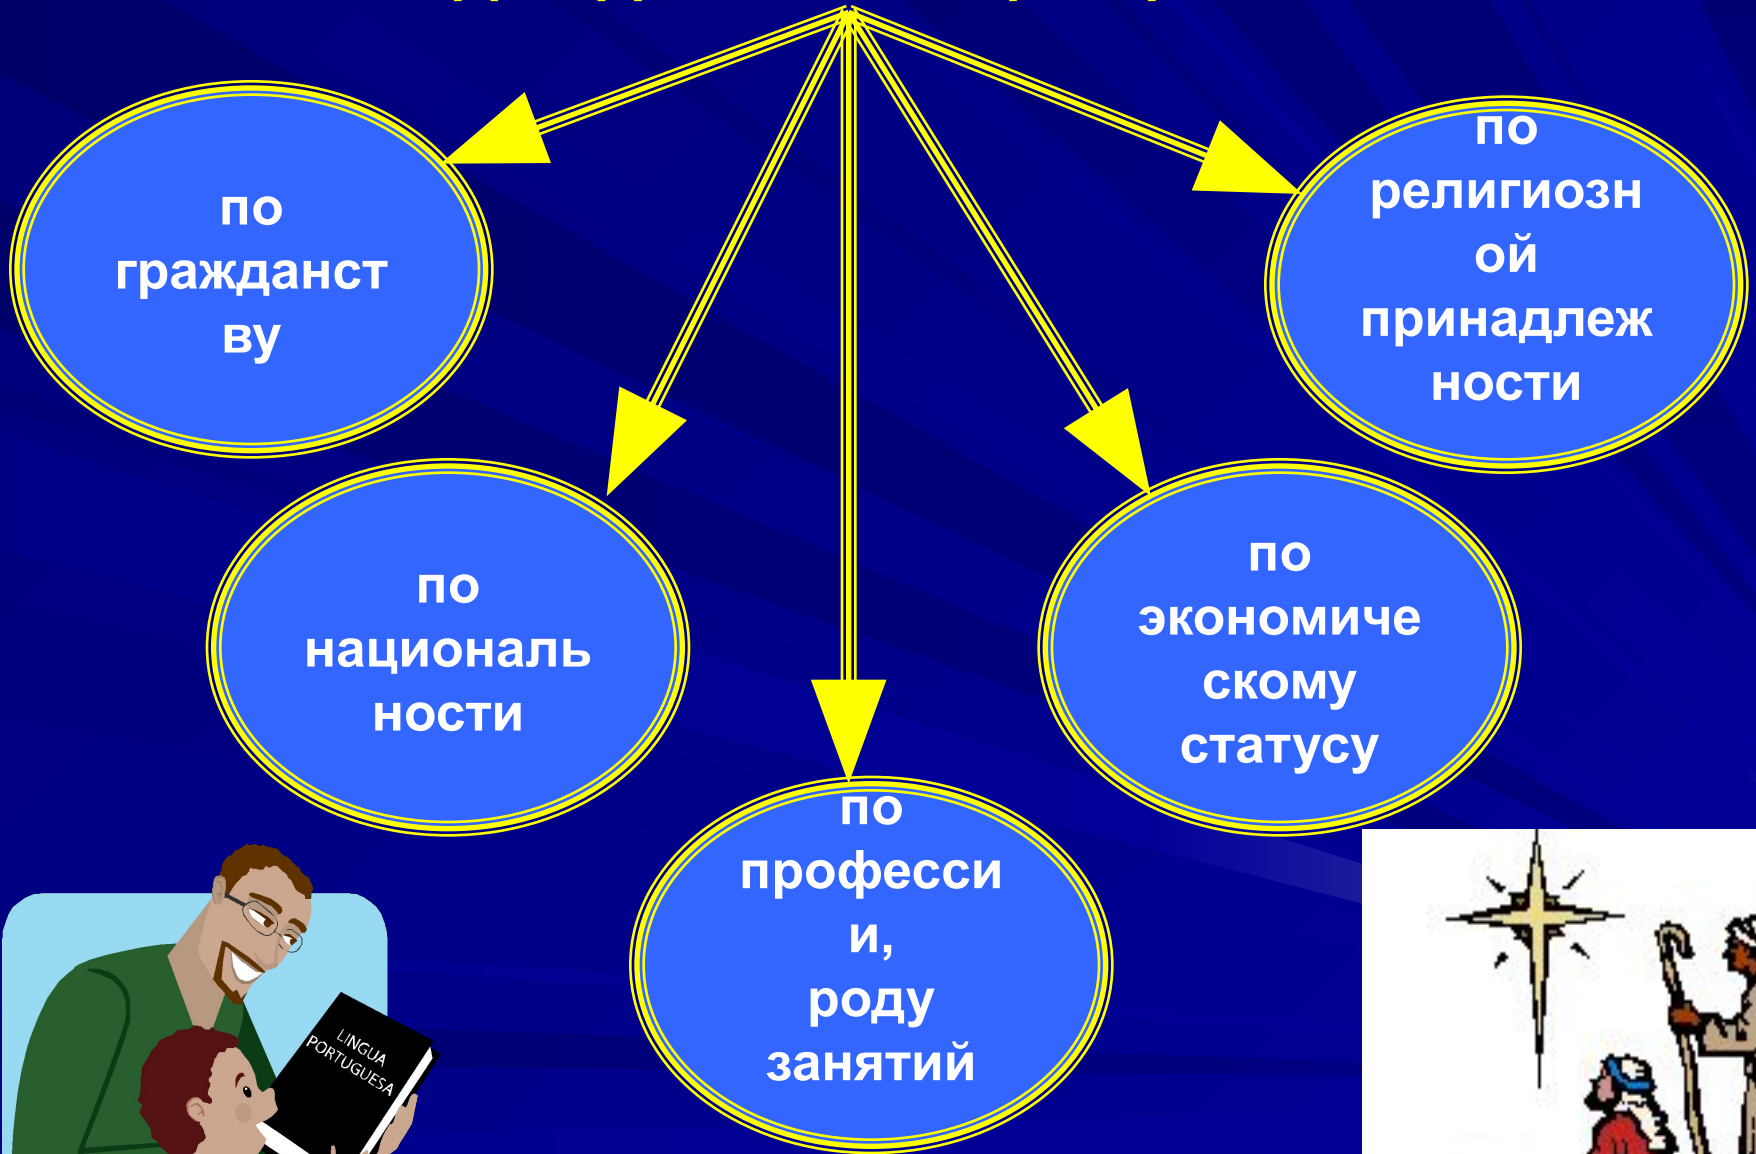 по
гражданст
ву
по
религиозн
ой
принадлеж
ности
по
националь
ности
по
экономиче
скому
статусу
по
професси
и,
роду
занятий
LINGUA
PORTUGUESA